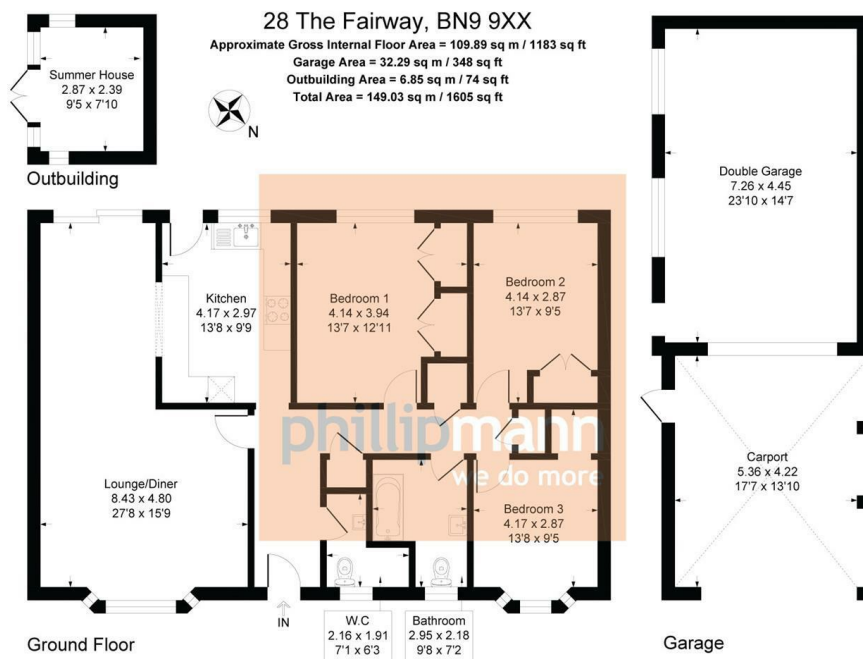 28 The Fairway, BN9 9XX
Approximate Gross Internal Floor Area = 109.89 sq m / 1183 sq ft
Garage Area = 32.29 sq m / 348 sq ft
Outbuilding Area = 6.85 sq m / 74 sq ft
Total Area = 149.03 sq m / 1605 sq ft
N
Summer House
2.87 x 2.39
9'5 x 7'10
Outbuilding
Double Garage
7.26 x 4.45
23'10 x 14'7
Kitchen
4.17 x 2.97
13'8 x 9'9
Bedroom 1
4.14 x 3.94
13'7 x 12'11
Bedroom 2
4.14 x 2.87
13'7 x 9'5
phillipmann
we do more
Lounge/Diner
8.43 x 4.80
27'8 x 15'9
Bedroom 3
4.17 x 2.87
13'8 x 9'5
Carport
5.36 x 4.22
17'7 x 13'10
IN
W.C
2.16 x 1.91
7'1 x 6'3
Bathroom
2.95 x 2.18
9'8 x 7'2
Ground Floor
Garage